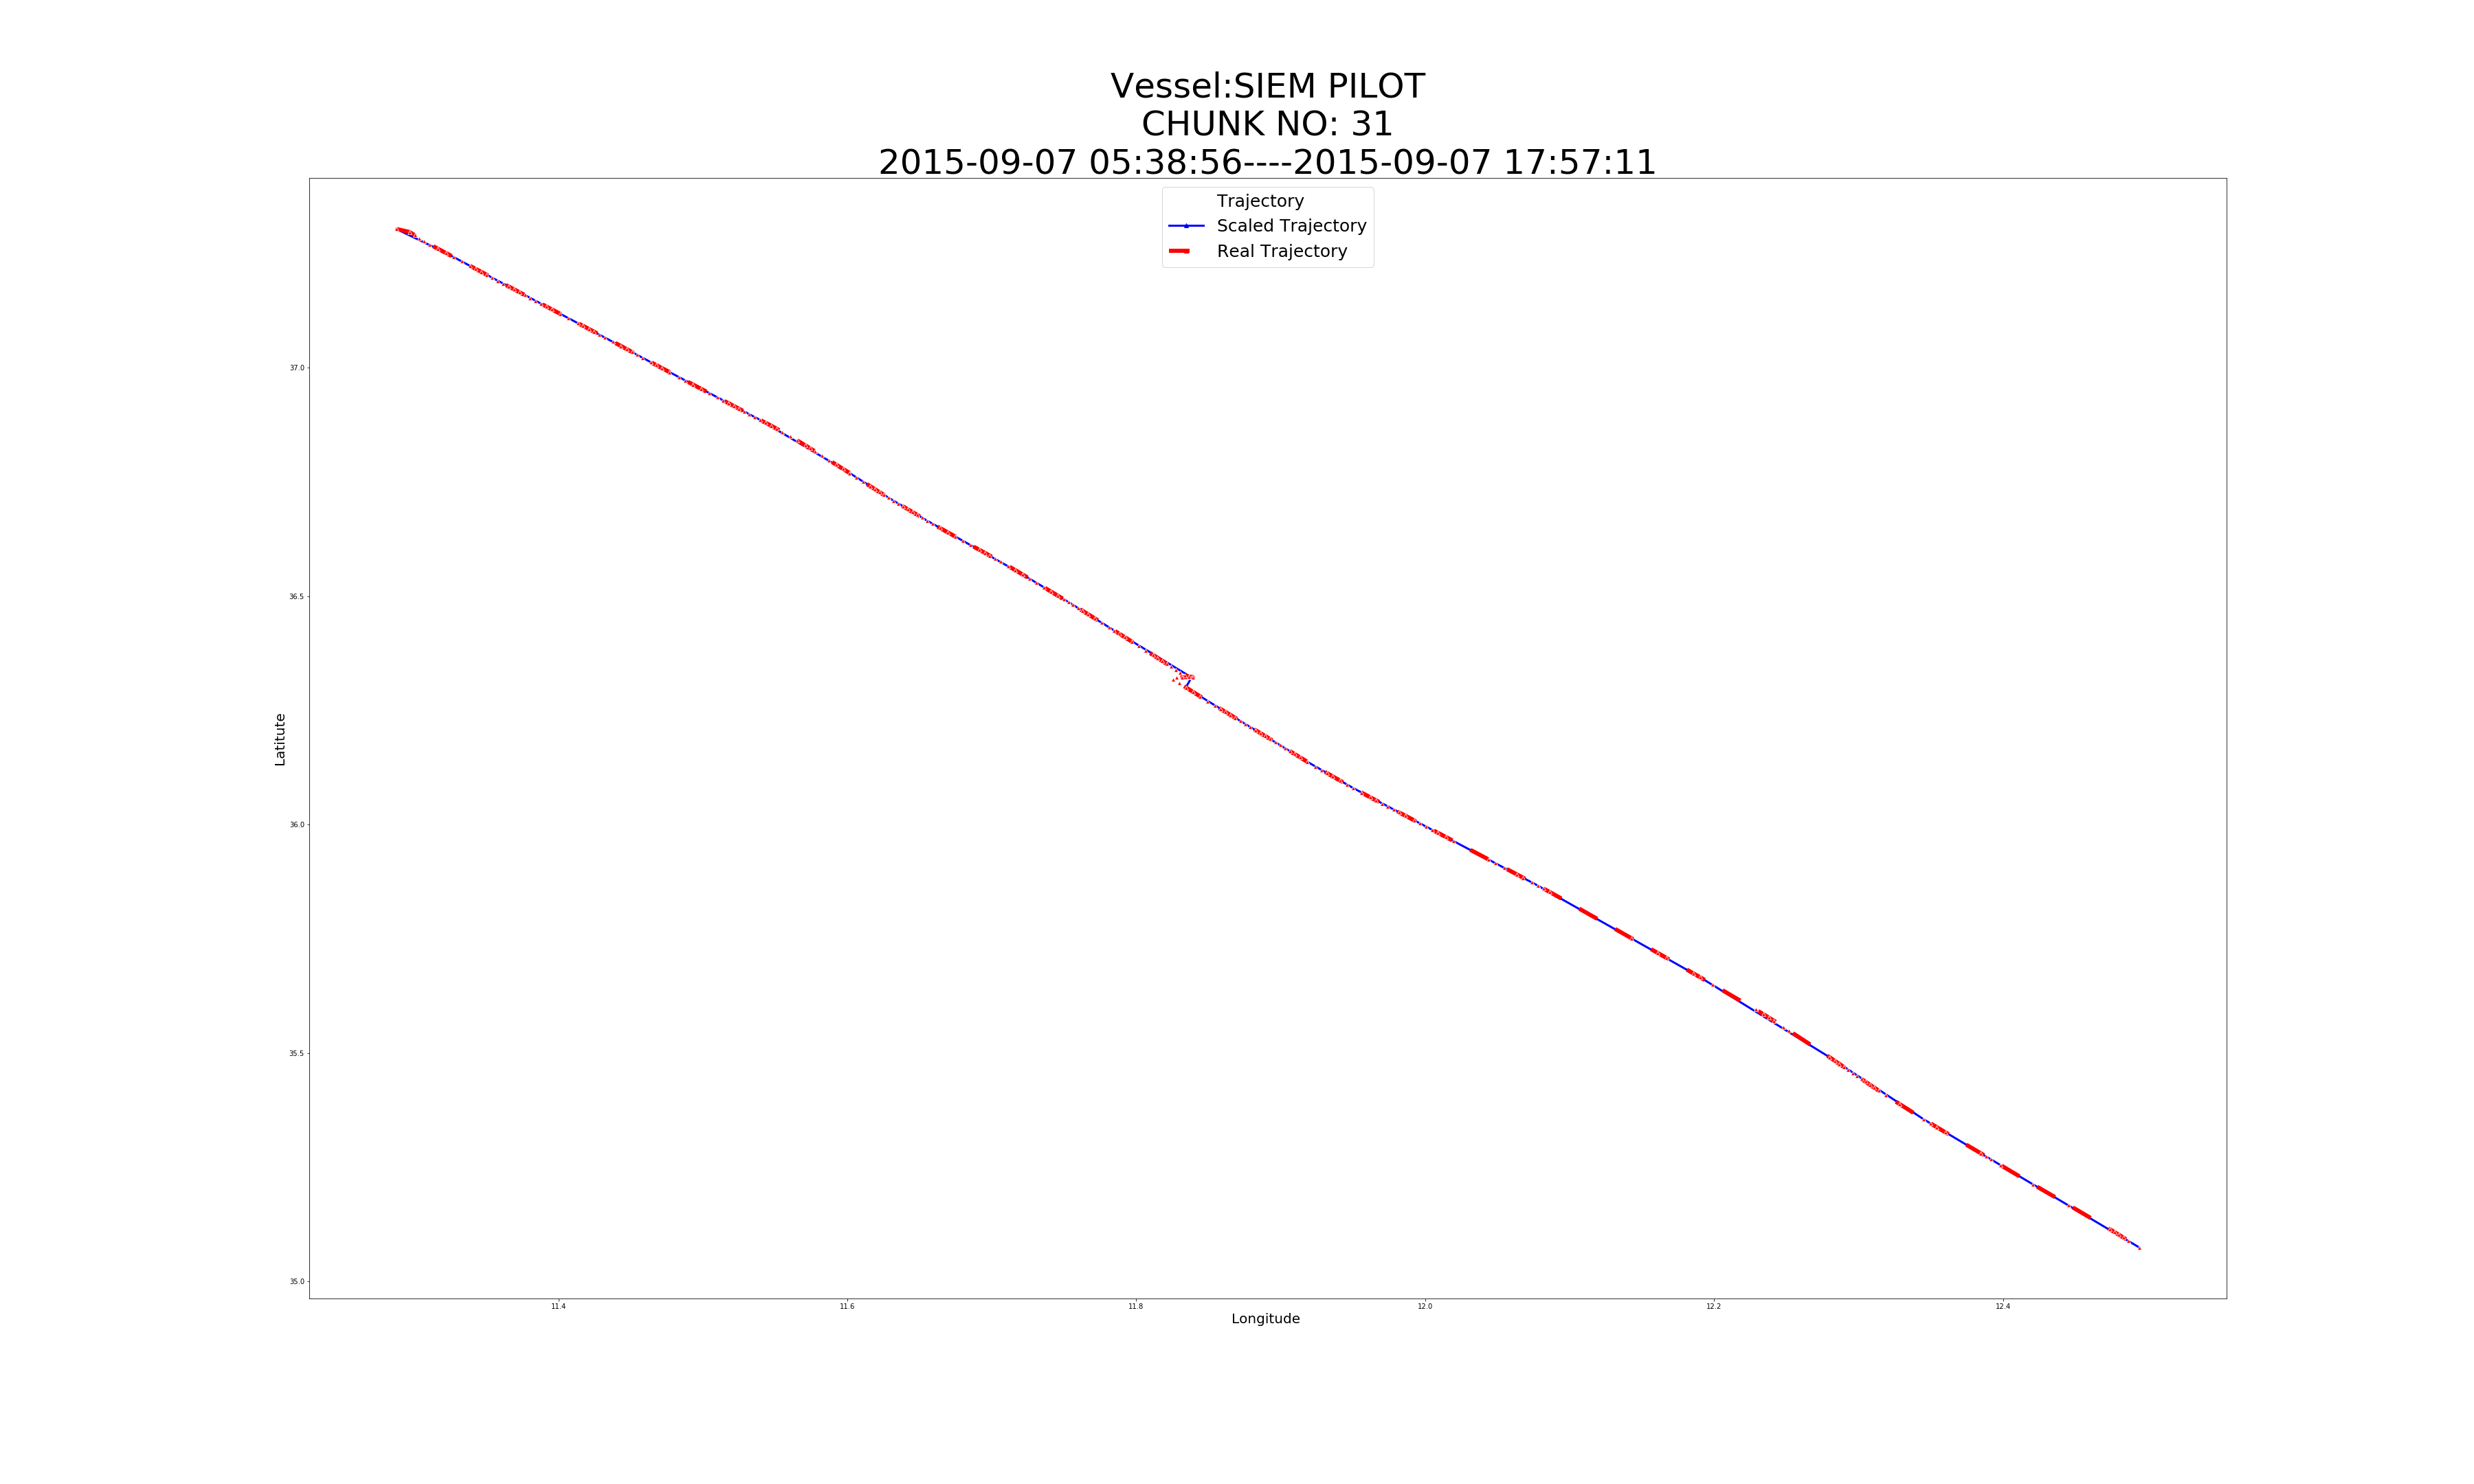 Vessel:SIEM PILOT
CHUNK NO: 31
2015-09-07 05:38:56----2015-09-07 17:57:11
Trajectory
Scaled Trajectory
Real Trajectory
37.0
36.5
36.0
35.5
35.0
Latitute
11.4 11.6 11.8 12.0 12.2 12.4
Longitude